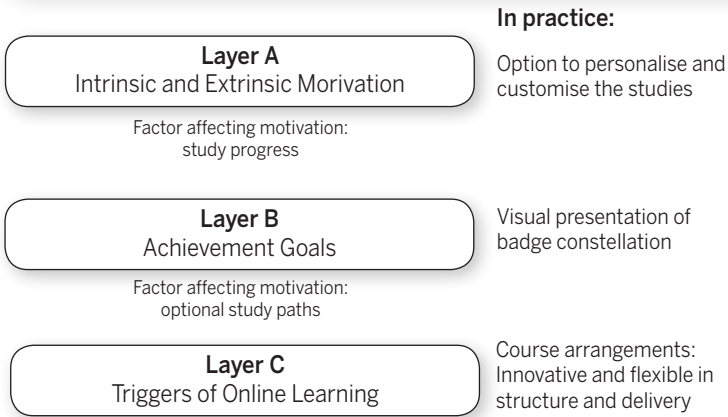 In practice:
Layer A
Intrinsic and Extrinsic Morivation
Option to personalise and
customise the studies
Factor affecting motivation:
study progress
Layer B
Achievement Goals
Visual presentation of
badge constellation
Factor affecting motivation:
optional study paths
Layer C
Triggers of Online Learning
Course arrangements:
Innovative and flexible in
structure and delivery